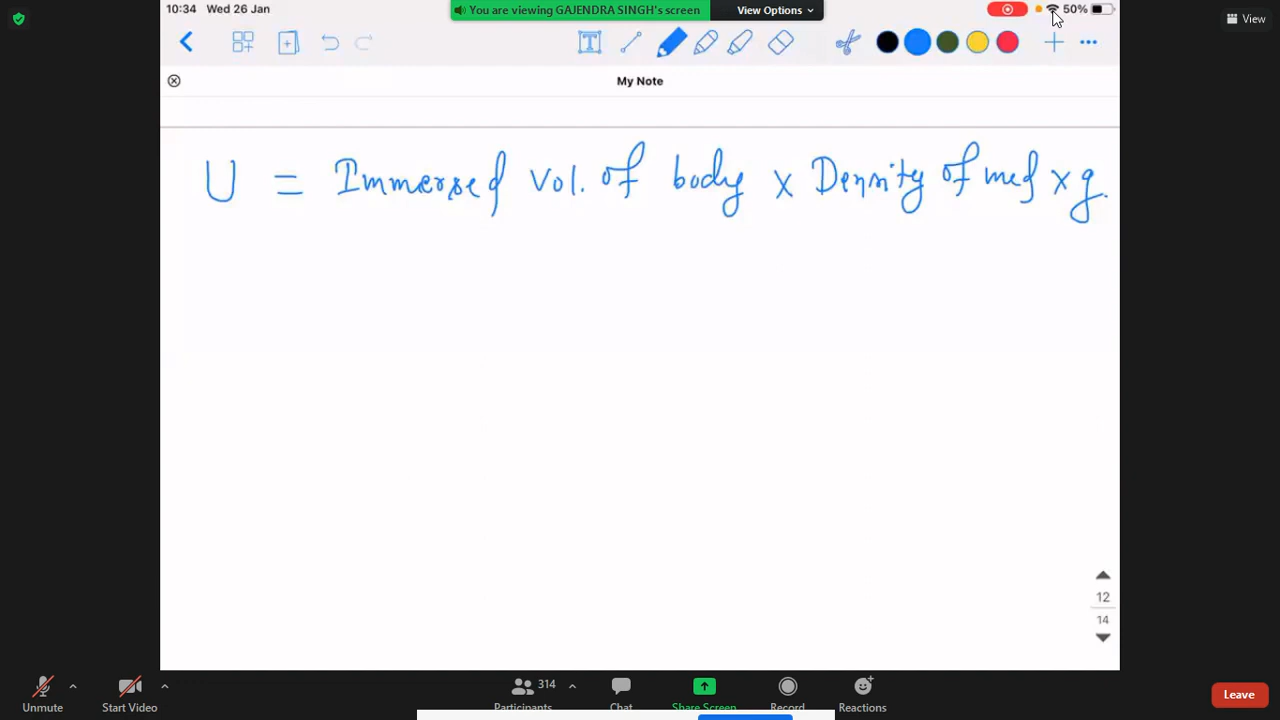 10:34 Wed 26 Jan
You are viewing GAJENDRA SINGH's screen
View Options
50%
View
My Note
U = Immersed vol. of body x Density of med x g.
12
14
Unmute
Start Video
314
Participants
Chat
Share Screen
Record
Reactions
Leave